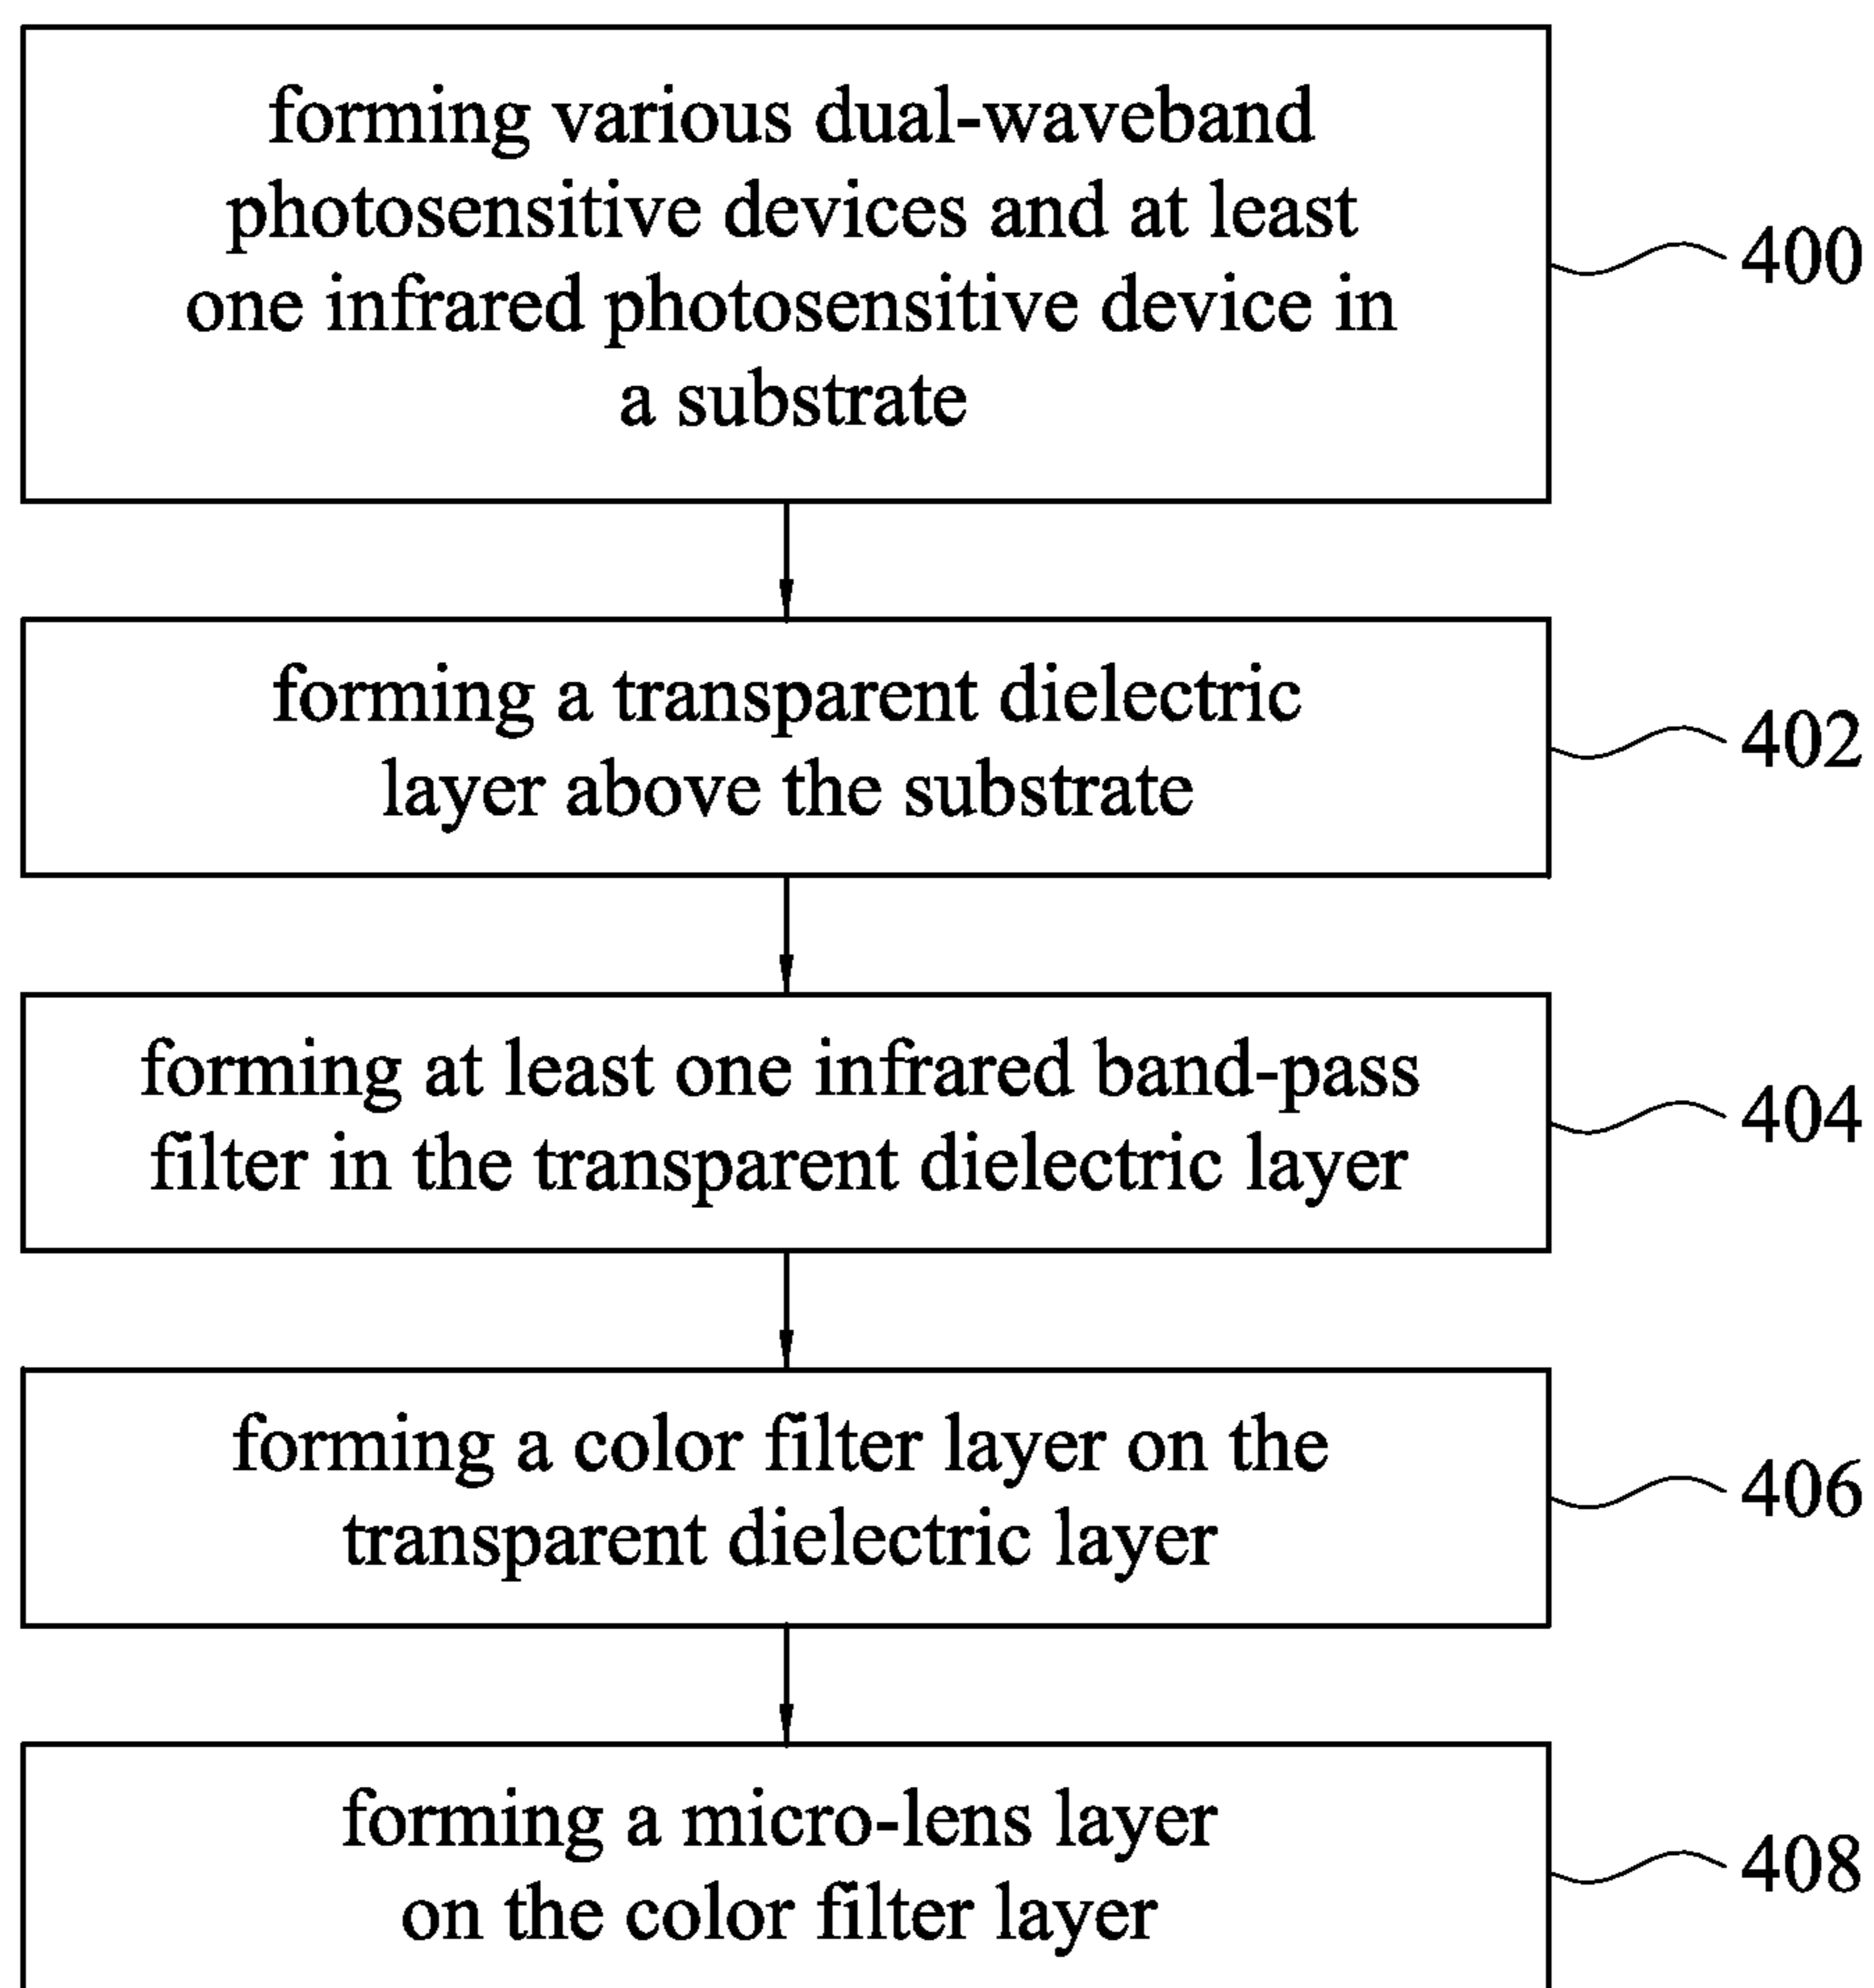 forming various dual-waveband
photosensitive devices and at least
one infrared photosensitive device in
a substrate
400
forming a transparent dielectric
layer above the substrate
402
forming at least one infrared band-pass
filter in the transparent dielectric layer
404
forming a color filter layer on the
transparent dielectric layer
406
forming a micro-lens layer
on the color filter layer
408